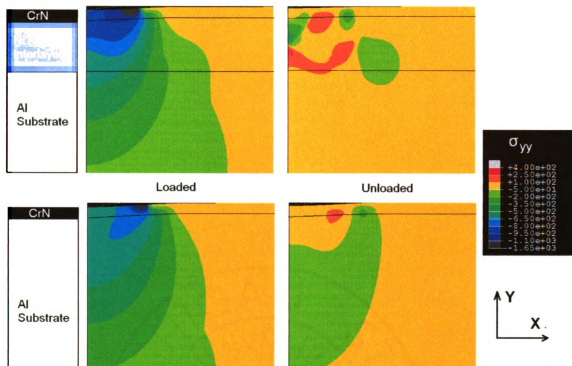 CrN
Al
Substrate
Loaded
Unloaded
CrN
Al
Substrate
σyy
+4.00e+02
+2.50e+02
+1.00e+02
-5.00e+01
-2.00e+02
-3.50e+02
-5.00e+02
-6.50e+02
-8.00e+02
-9.50e+02
-1.10e+03
-1.65e+03
Y
X